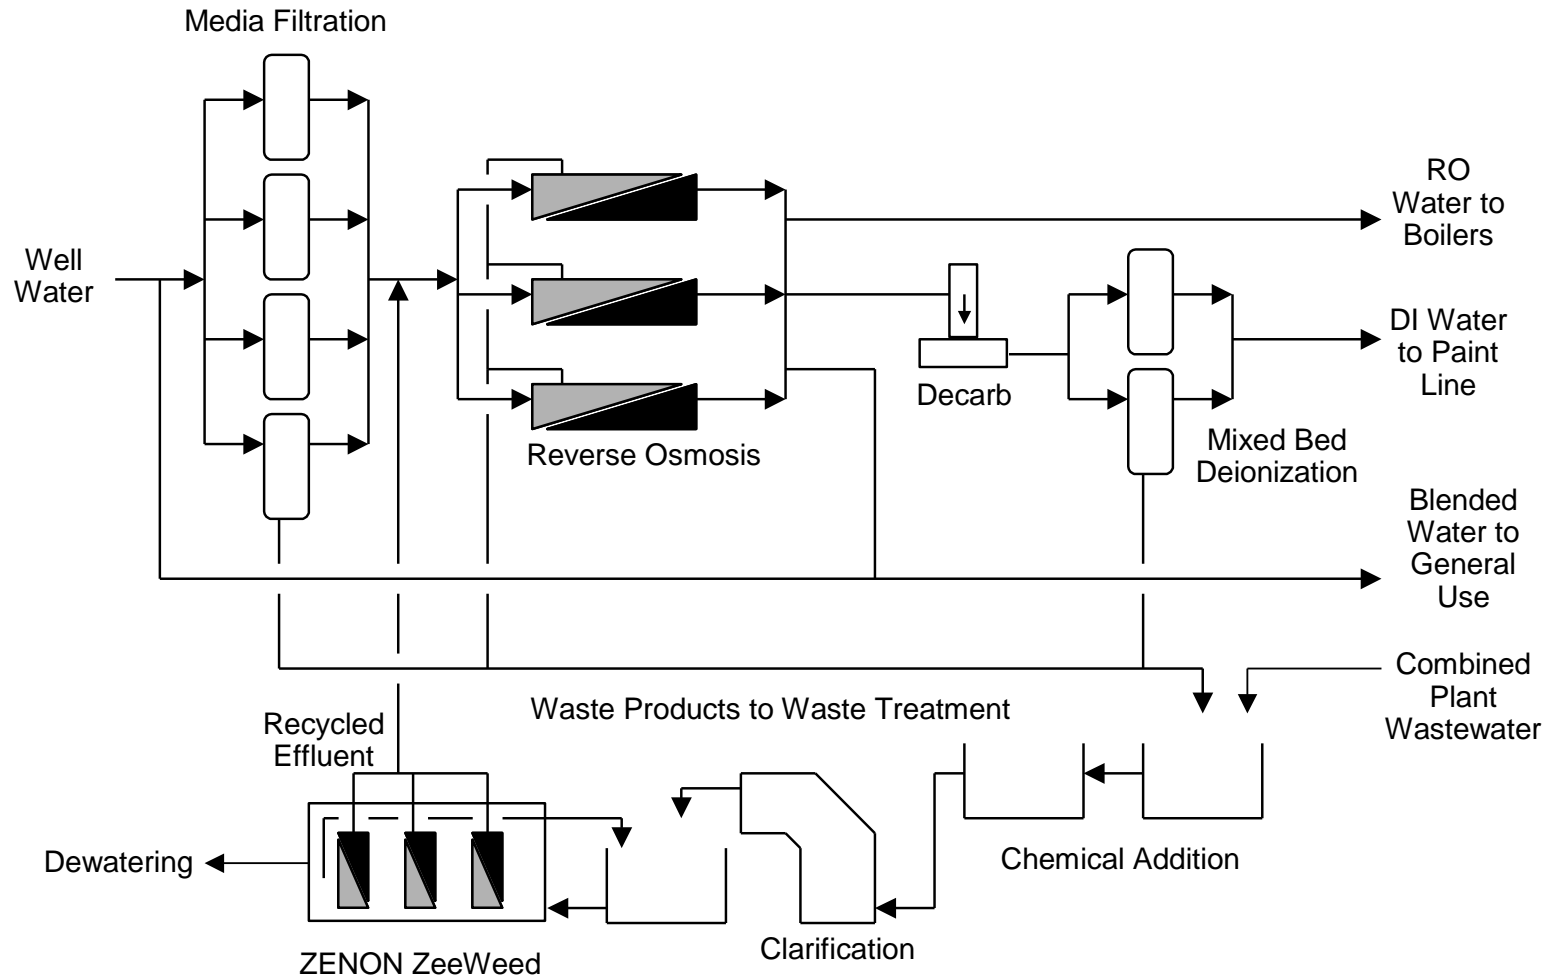 Media Filtration
RO
Water to
Boilers
Well
Water
DI Water
to Paint
Line
Decarb
Reverse Osmosis
Mixed Bed
Deionization
Blended
Water to
General
Use
Combined
Plant
Wastewater
Waste Products to Waste Treatment
Recycled
Effluent
Dewatering
Chemical Addition
Clarification
ZENON ZeeWeed